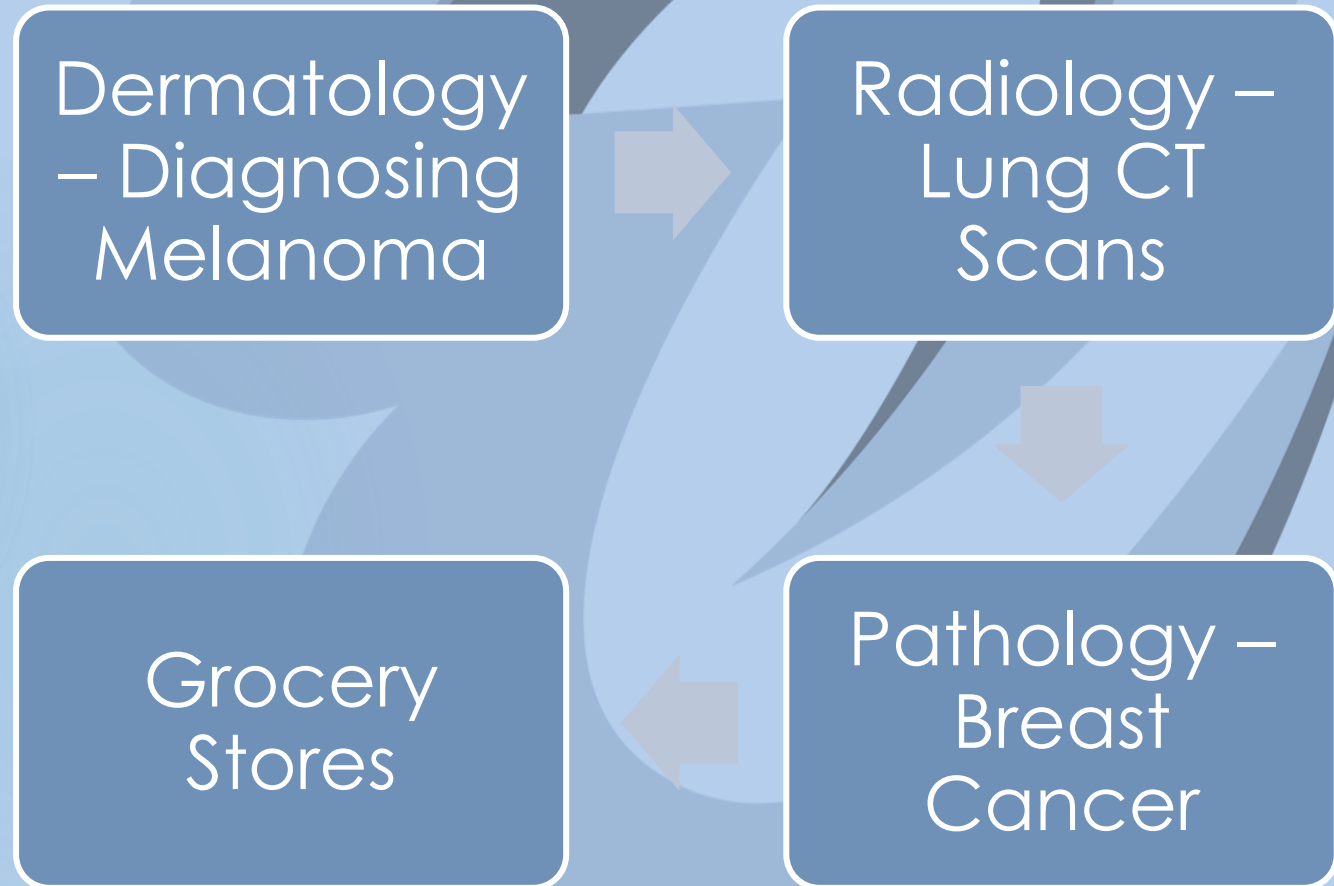 Dermatology
– Diagnosing
Melanoma
Radiology –
Lung CT
Scans
Pathology –
Breast
Cancer
Grocery
Stores